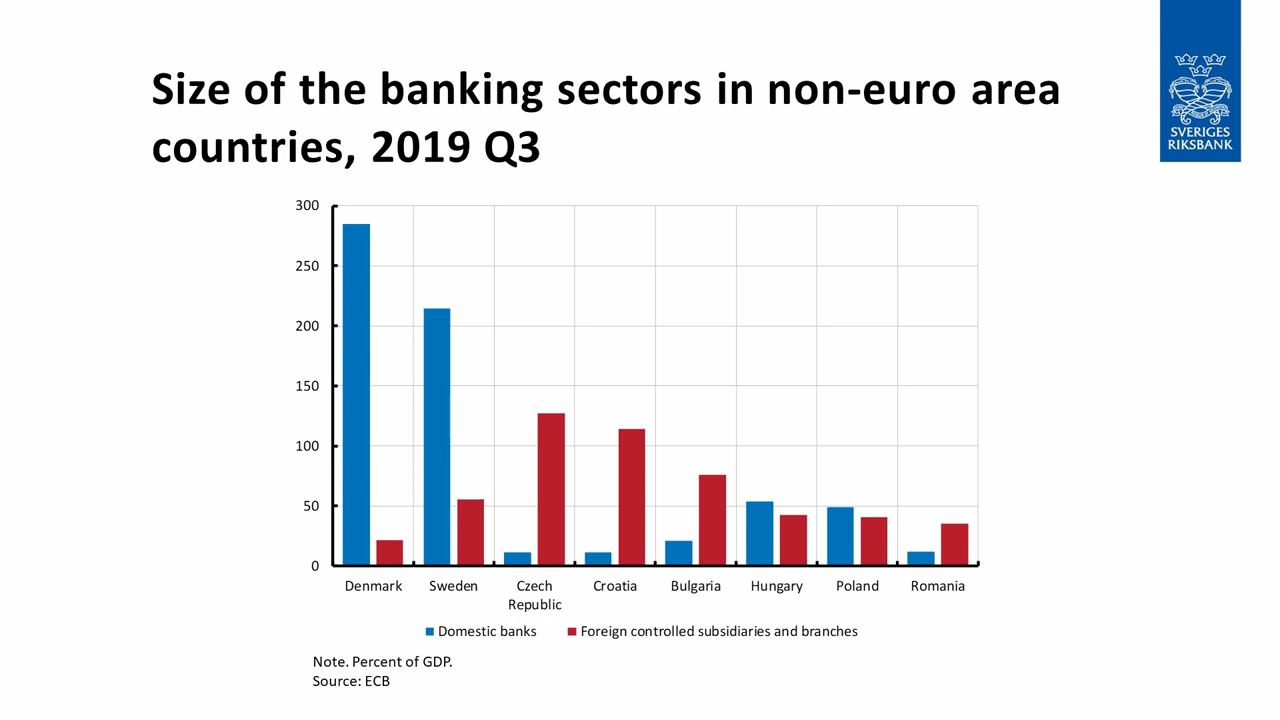 Size of the banking sectors in non-euro area
countries, 2019 Q3
SVERIGES
RIKSBANK
300
250
200
150
100
50
0
Denmark Sweden Czech Republic Croatia Bulgaria Hungary Poland Romania
Domestic banks Foreign controlled subsidiaries and branches
Note. Percent of GDP.
Source: ECB